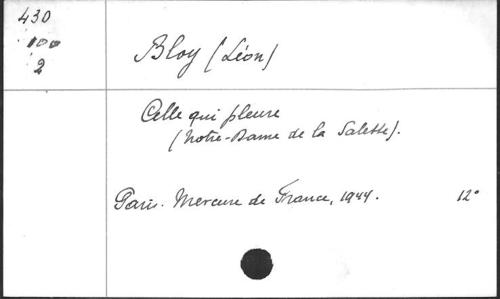 430
100
2
Bloy (Léon)
Celle qui pleure
(Notre-Dame de la Salette).
Paris. Mercure de France, 1944. 12°